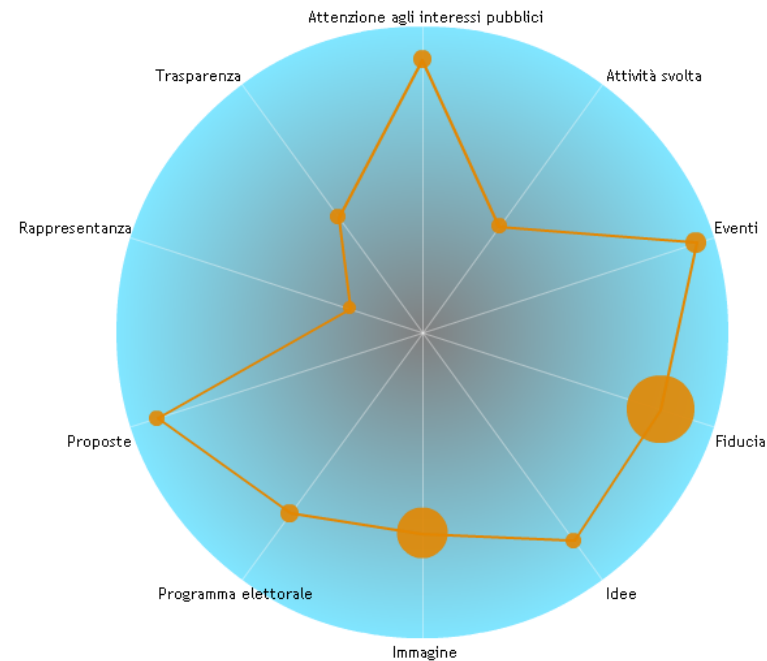 Attenzione agli interessi pubblici
Trasparenza
Attività svolta
Rappresentanza
Eventi
Proposte
Fiducia
Programma elettorale
Idee
Immagine